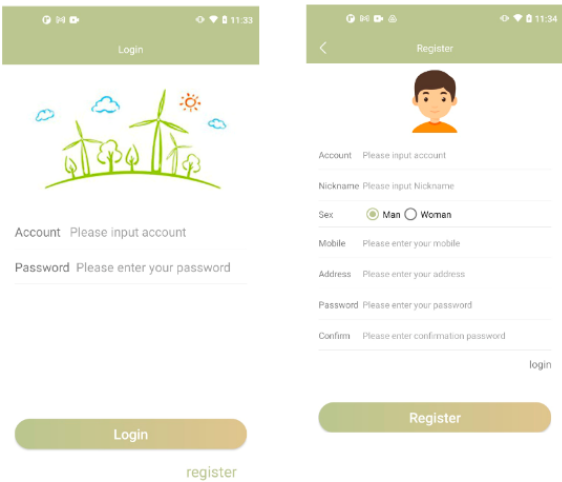 11:33
Login
Account Please input account
Password Please enter your password
Login
register
11:34
Register
Account Please input account
Nickname Please input Nickname
Sex Man Woman
Mobile Please enter your mobile
Address Please enter your address
Password Please enter your password
Confirm Please enter confirmation password
login
Register